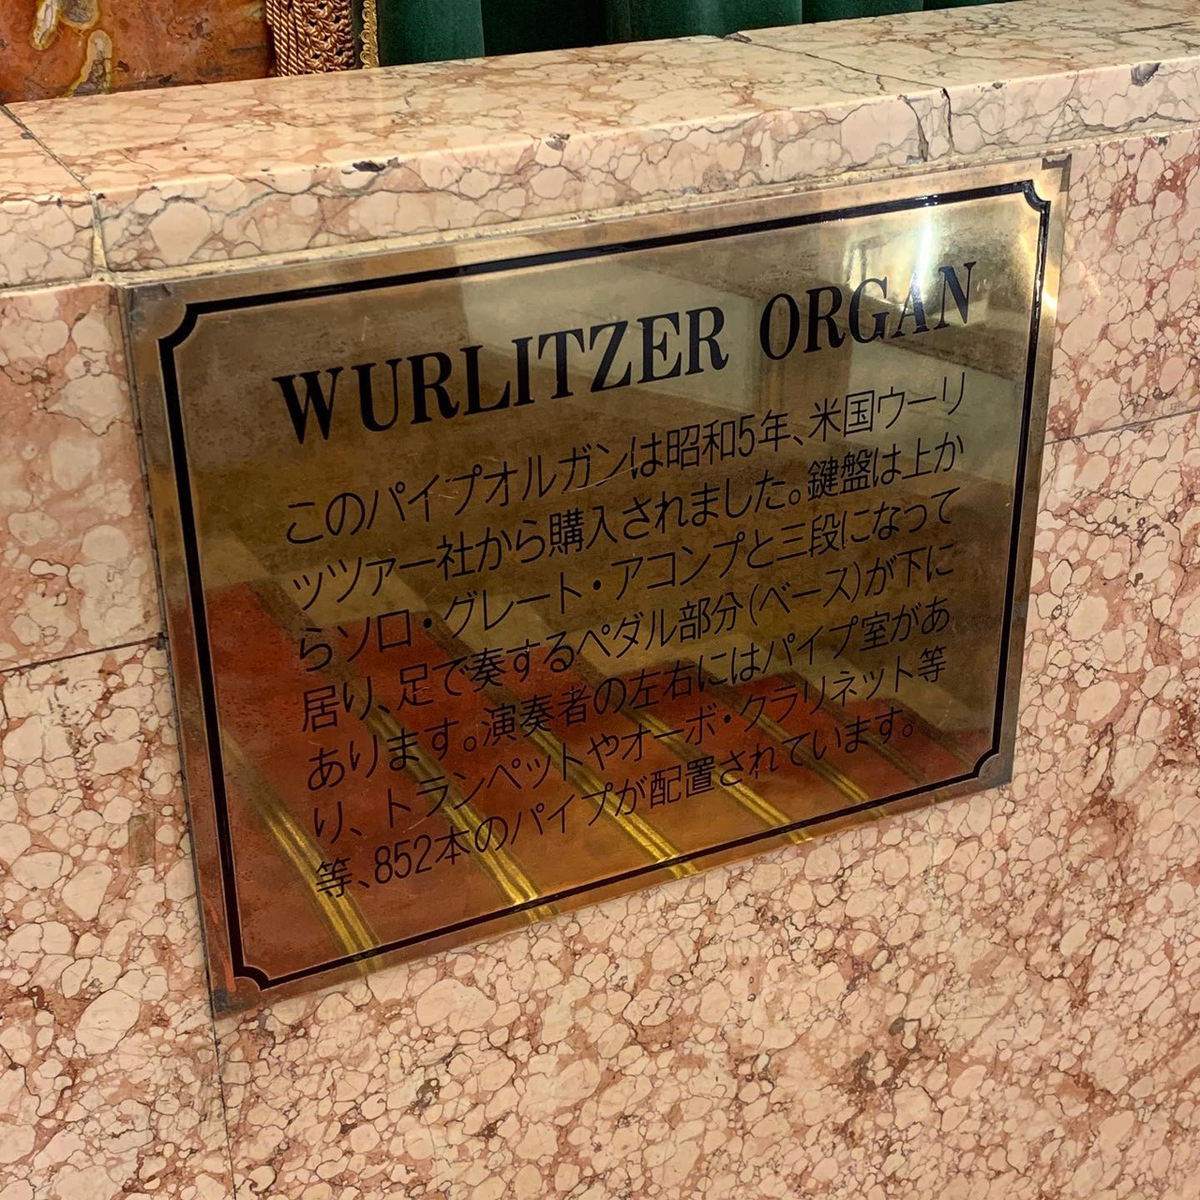 WURLITZER ORGAN
このパイプオルガンは昭和5年、米国ウーリ
ッツァー社から購入されました。鍵盤は上か
らソロ・グレート・アコンプと三段になって
居り、足で奏するペダル部分(ベース)が下に
あります。演奏者の左右にはパイプ室があ
り、トランペットやオーボ・クラリネット等
等、852本のパイプが配置されています。